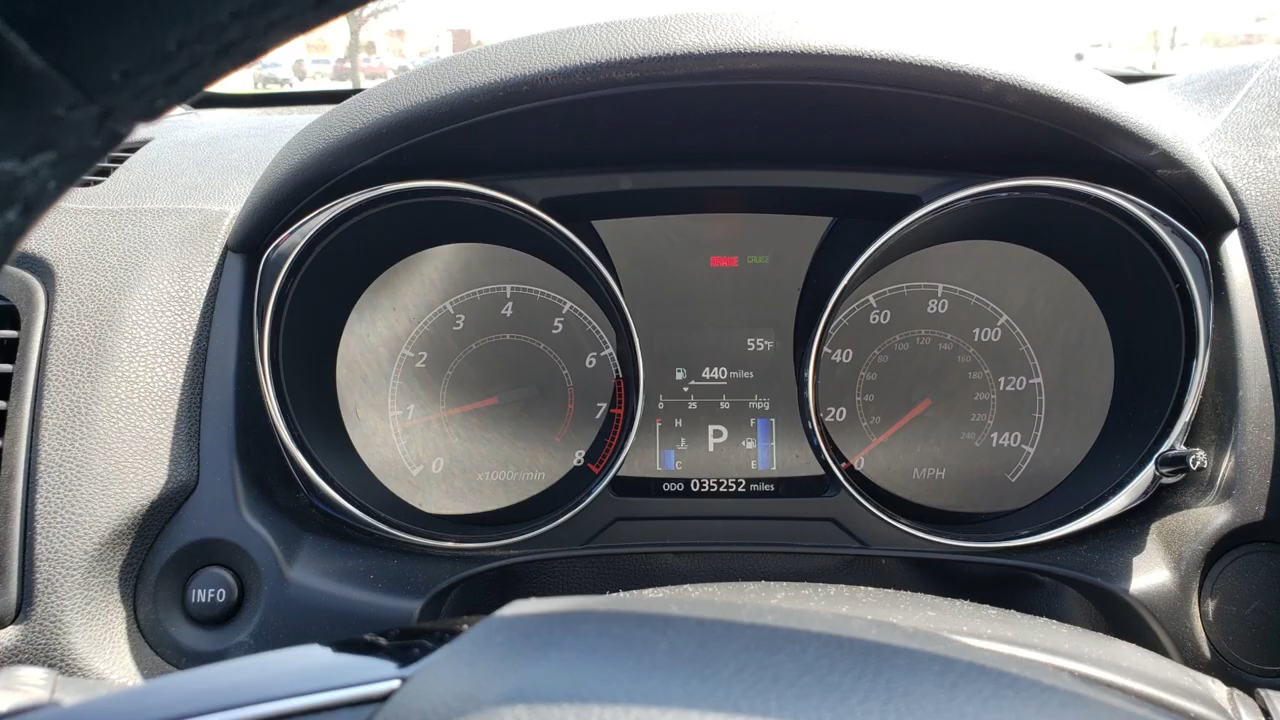 BRAKE CRUISE
55°F
440 miles
0 25 50 mpg
H F
P
C E
ODO 035252 miles
0 1 2 3 4 5 6 7 8
x1000r/min
0 20 40 60 80 100 120 140
20 40 60 80 100 120 140 160 180 200 220 240
MPH
INFO